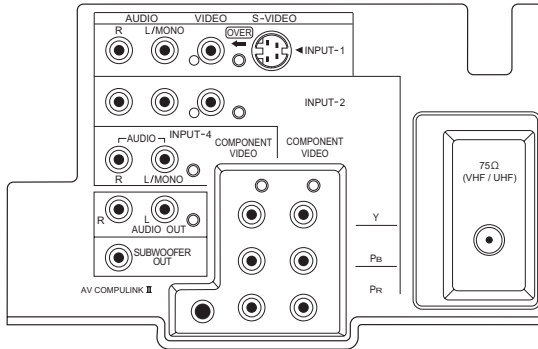 AUDIO VIDEO S-VIDEO
R L/MONO OVER
INPUT-1
INPUT-2
AUDIO INPUT-4
R L/MONO
COMPONENT VIDEO COMPONENT VIDEO
75Ω
(VHF / UHF)
R L
AUDIO OUT
Y
SUBWOOFER
OUT
PB
AV COMPULINK II
PR